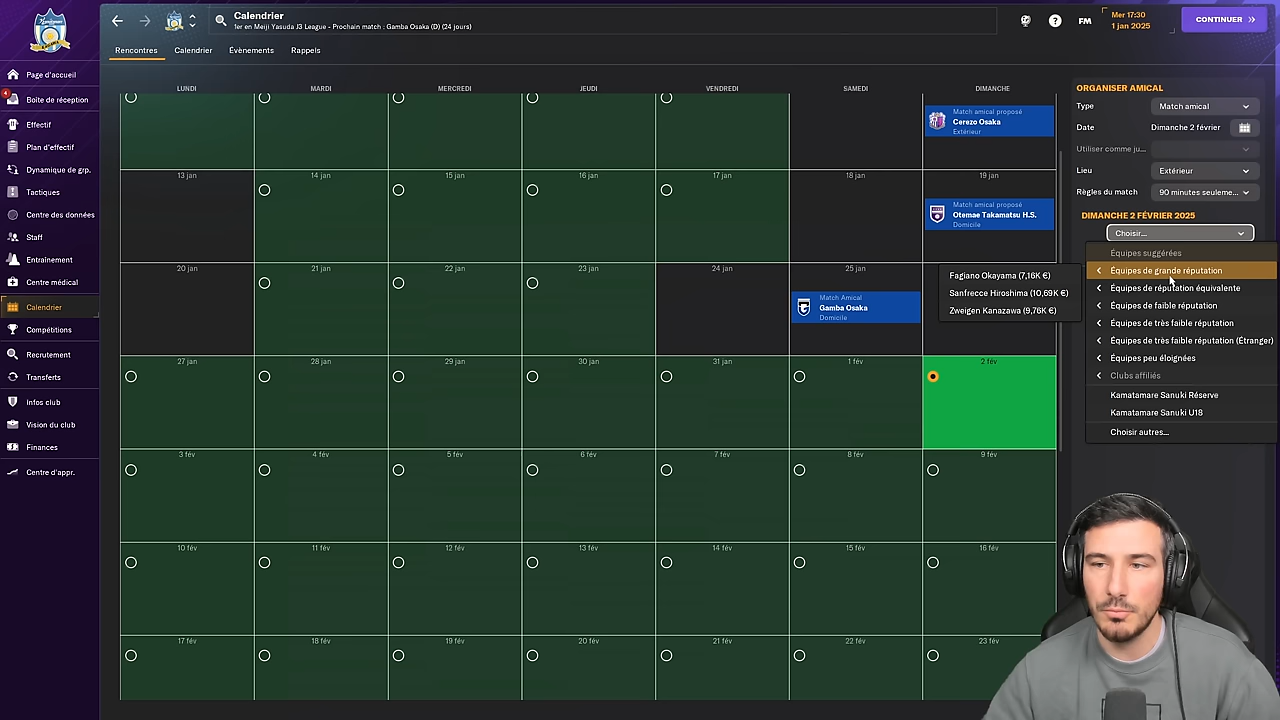 Calendrier
1er en Meiji Yasuda J3 League - Prochain match : Gamba Osaka (D) (24 jours)
FM
Mer 17:30
1 jan 2025
CONTINUER
Rencontres
Calendrier
Évènements
Rappels
Page d'accueil
4
Boîte de réception
Effectif
Plan d'effectif
Dynamique de grp.
Tactiques
Centre des données
Staff
Entraînement
Centre médical
Calendrier
Compétitions
Recrutement
Transferts
Infos club
Vision du club
Finances
Centre d'appr.
LUNDI
MARDI
MERCREDI
JEUDI
VENDREDI
SAMEDI
DIMANCHE
Match amical proposé
Cerezo Osaka
Extérieur
13 jan
14 jan
15 jan
16 jan
17 jan
18 jan
19 jan
Match amical proposé
Otemae Takamatsu H.S.
Domicile
20 jan
21 jan
22 jan
23 jan
24 jan
25 jan
Match Amical
Gamba Osaka
Domicile
27 jan
28 jan
29 jan
30 jan
31 jan
1 fév
2 fév
3 fév
4 fév
5 fév
6 fév
7 fév
8 fév
9 fév
10 fév
11 fév
12 fév
13 fév
14 fév
15 fév
16 fév
17 fév
18 fév
19 fév
20 fév
21 fév
22 fév
23 fév
ORGANISER AMICAL
Type
Match amical
Date
Dimanche 2 février
Utiliser comme ju...
Lieu
Extérieur
Règles du match
90 minutes seuleme...
DIMANCHE 2 FÉVRIER 2025
Choisir...
Équipes suggérées
Équipes de grande réputation
Équipes de réputation équivalente
Équipes de faible réputation
Équipes de très faible réputation
Équipes de très faible réputation (Étranger)
Équipes peu éloignées
Clubs affiliés
Kamatamare Sanuki Réserve
Kamatamare Sanuki U18
Choisir autres...
Fagiano Okayama (7,16K €)
Sanfrecce Hiroshima (10,69K €)
Zweigen Kanazawa (9,76K €)